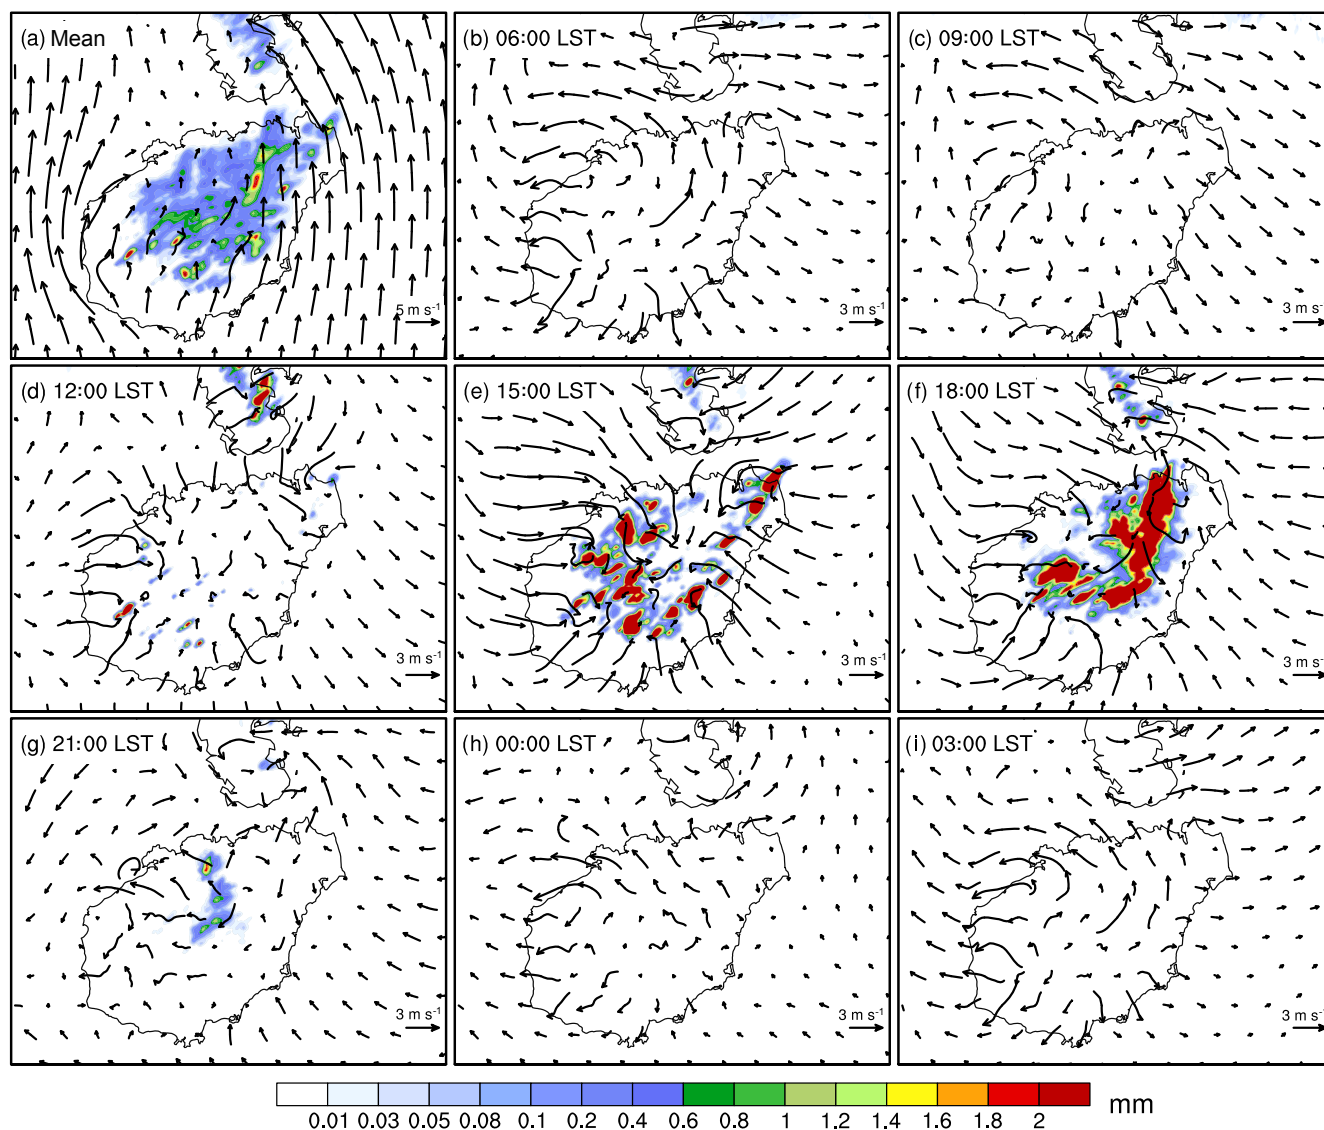 (a) Mean
(b) 06:00 LST
(c) 09:00 LST
5 m s⁻¹
3 m s⁻¹
3 m s⁻¹
(d) 12:00 LST
(e) 15:00 LST
(f) 18:00 LST
3 m s⁻¹
3 m s⁻¹
3 m s⁻¹
(g) 21:00 LST
(h) 00:00 LST
(i) 03:00 LST
3 m s⁻¹
3 m s⁻¹
3 m s⁻¹
0.01 0.03 0.05 0.08 0.1 0.2 0.4 0.6 0.8 1 1.2 1.4 1.6 1.8 2 mm